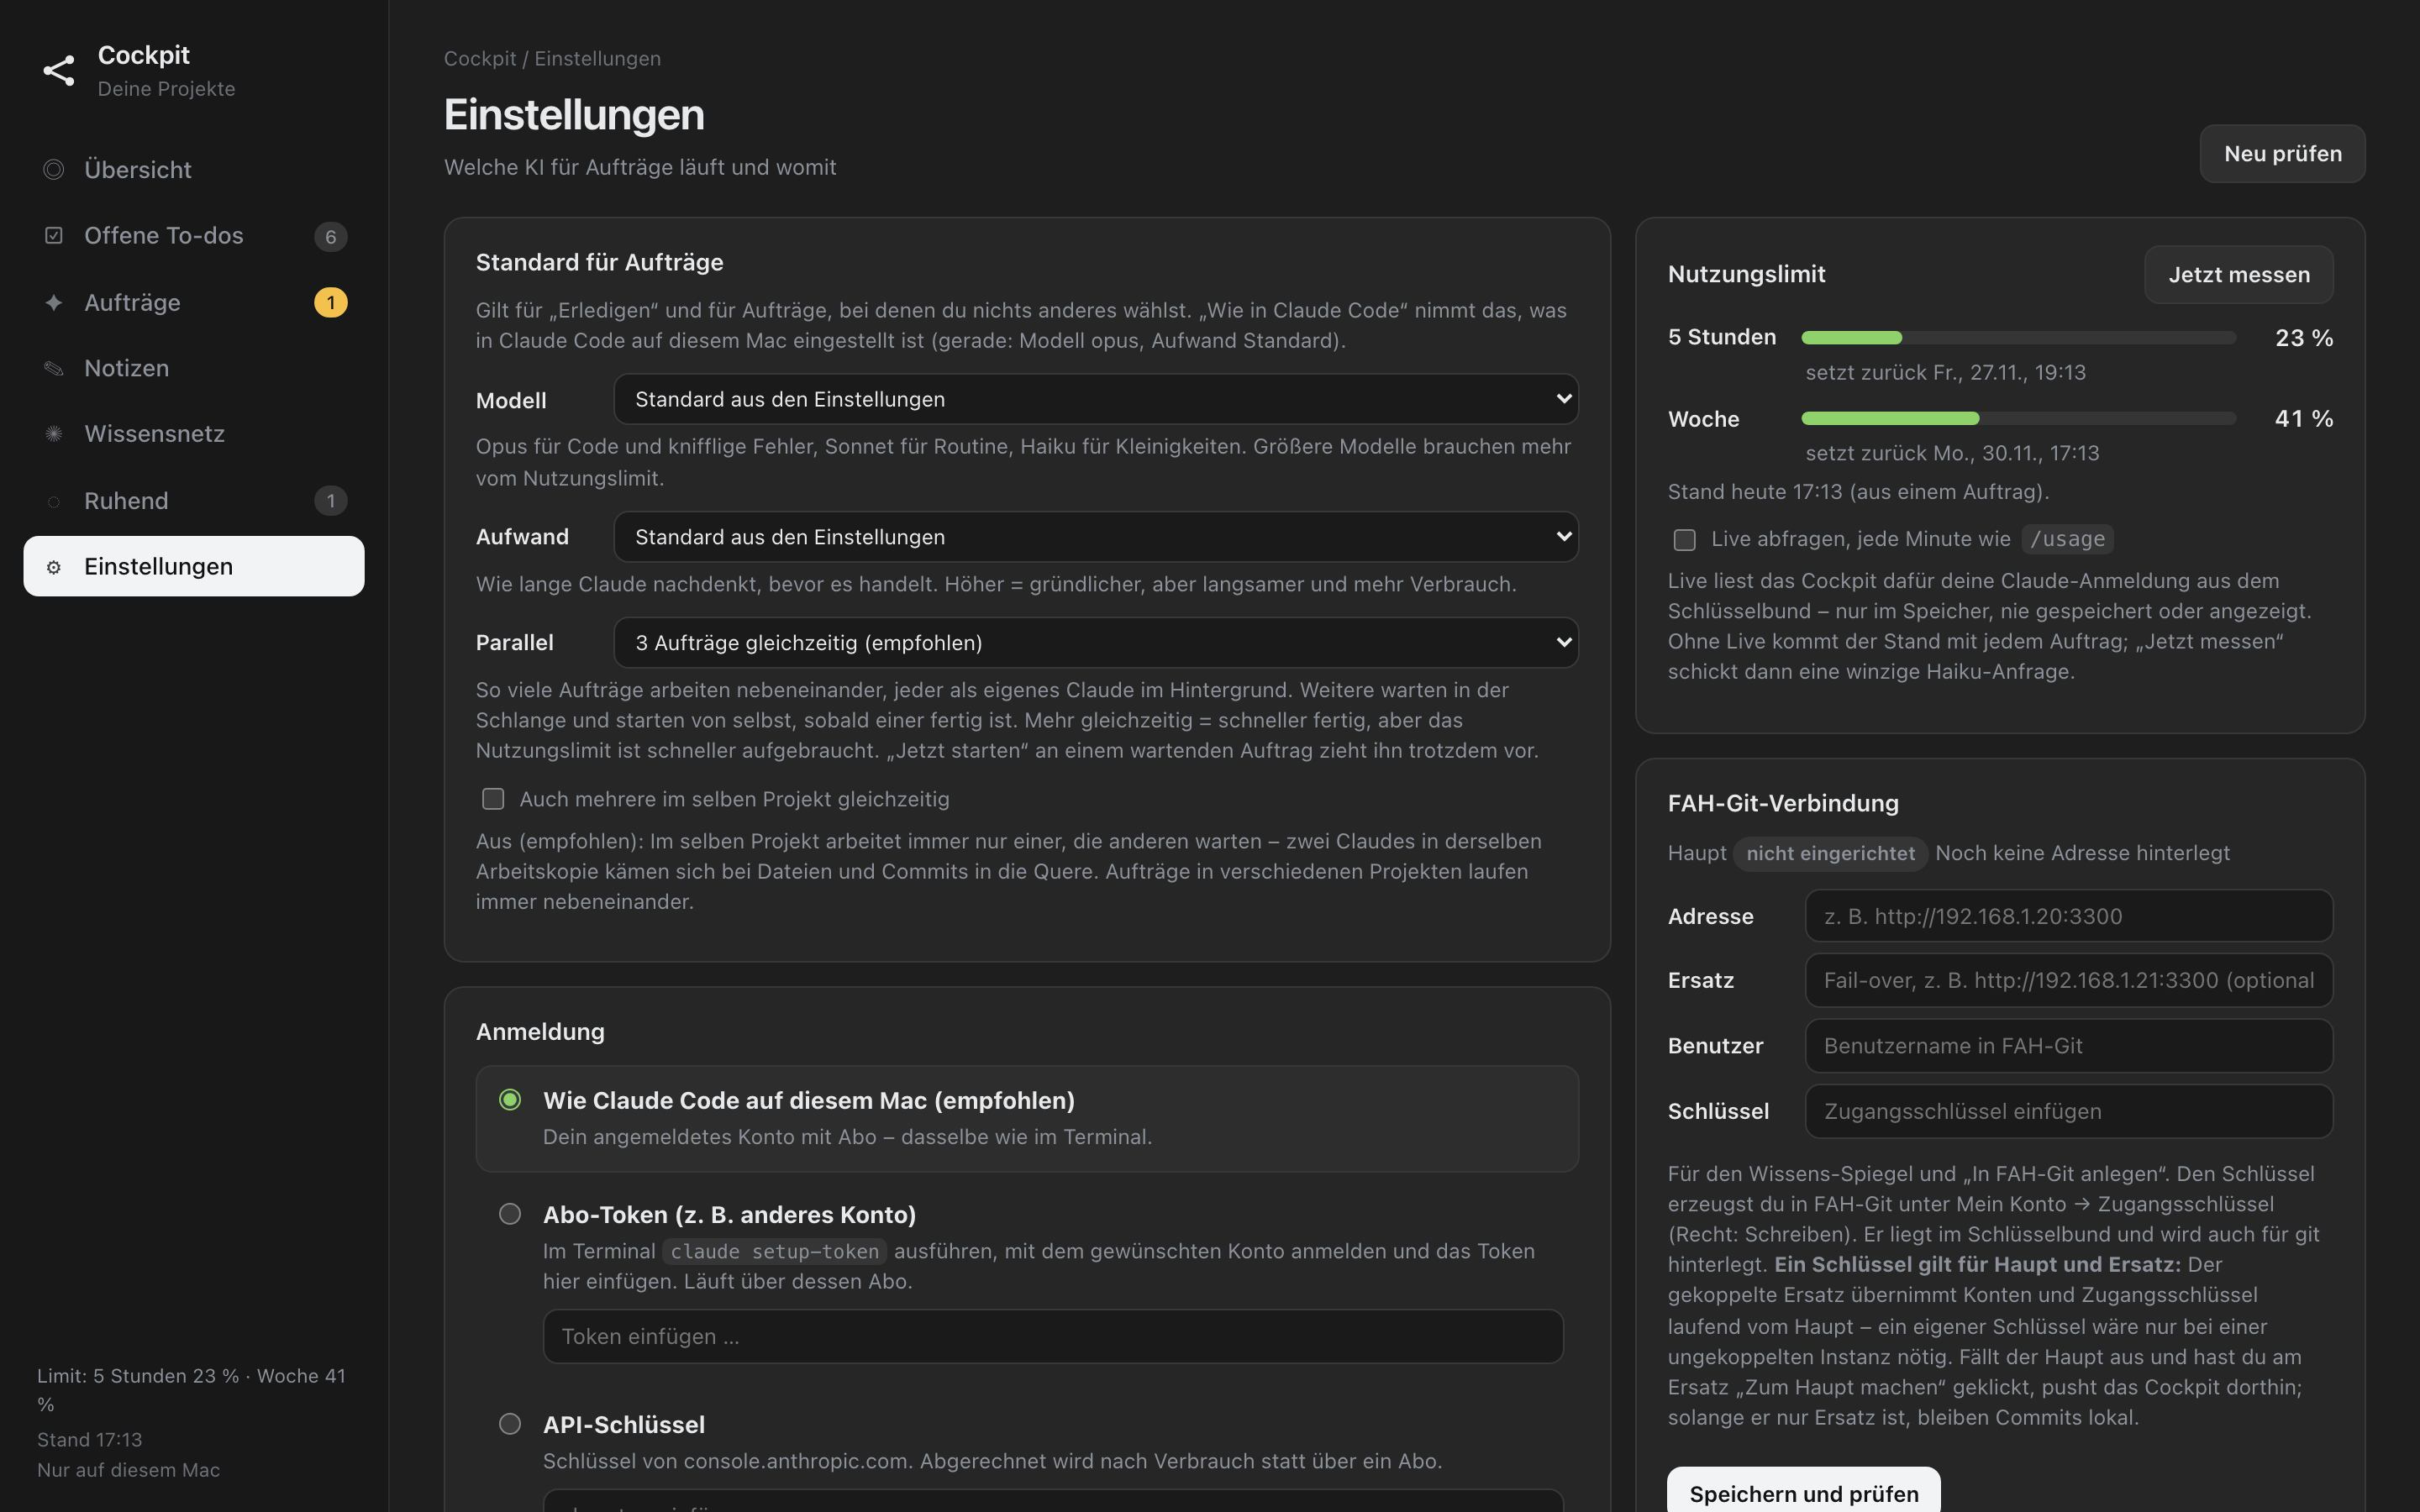 Cockpit
Deine Projekte
Übersicht
Offene To-dos 6
Aufträge 1
Notizen
Wissensnetz
Ruhend 1
Einstellungen
Limit: 5 Stunden 23 % · Woche 41
%
Stand 17:13
Nur auf diesem Mac
Cockpit / Einstellungen
Einstellungen
Welche KI für Aufträge läuft und womit
Neu prüfen
Standard für Aufträge
Gilt für „Erledigen“ und für Aufträge, bei denen du nichts anderes wählst. „Wie in Claude Code“ nimmt das, was
in Claude Code auf diesem Mac eingestellt ist (gerade: Modell opus, Aufwand Standard).
Modell Standard aus den Einstellungen
Opus für Code und knifflige Fehler, Sonnet für Routine, Haiku für Kleinigkeiten. Größere Modelle brauchen mehr
vom Nutzungslimit.
Aufwand Standard aus den Einstellungen
Wie lange Claude nachdenkt, bevor es handelt. Höher = gründlicher, aber langsamer und mehr Verbrauch.
Parallel 3 Aufträge gleichzeitig (empfohlen)
So viele Aufträge arbeiten nebeneinander, jeder als eigenes Claude im Hintergrund. Weitere warten in der
Schlange und starten von selbst, sobald einer fertig ist. Mehr gleichzeitig = schneller fertig, aber das
Nutzungslimit ist schneller aufgebraucht. „Jetzt starten“ an einem wartenden Auftrag zieht ihn trotzdem vor.
Auch mehrere im selben Projekt gleichzeitig
Aus (empfohlen): Im selben Projekt arbeitet immer nur einer, die anderen warten – zwei Claudes in derselben
Arbeitskopie kämen sich bei Dateien und Commits in die Quere. Aufträge in verschiedenen Projekten laufen
immer nebeneinander.
Anmeldung
Wie Claude Code auf diesem Mac (empfohlen)
Dein angemeldetes Konto mit Abo – dasselbe wie im Terminal.
Abo-Token (z. B. anderes Konto)
Im Terminal claude setup-token ausführen, mit dem gewünschten Konto anmelden und das Token
hier einfügen. Läuft über dessen Abo.
Token einfügen …
API-Schlüssel
Schlüssel von console.anthropic.com. Abgerechnet wird nach Verbrauch statt über ein Abo.
Nutzungslimit
Jetzt messen
5 Stunden 23 %
setzt zurück Fr., 27.11., 19:13
Woche 41 %
setzt zurück Mo., 30.11., 17:13
Stand heute 17:13 (aus einem Auftrag).
Live abfragen, jede Minute wie /usage
Live liest das Cockpit dafür deine Claude-Anmeldung aus dem
Schlüsselbund – nur im Speicher, nie gespeichert oder angezeigt.
Ohne Live kommt der Stand mit jedem Auftrag; „Jetzt messen“
schickt dann eine winzige Haiku-Anfrage.
FAH-Git-Verbindung
Haupt nicht eingerichtet Noch keine Adresse hinterlegt
Adresse z. B. http://192.168.1.20:3300
Ersatz Fail-over, z. B. http://192.168.1.21:3300 (optional
Benutzer Benutzername in FAH-Git
Schlüssel Zugangsschlüssel einfügen
Für den Wissens-Spiegel und „In FAH-Git anlegen“. Den Schlüssel
erzeugst du in FAH-Git unter Mein Konto → Zugangsschlüssel
(Recht: Schreiben). Er liegt im Schlüsselbund und wird auch für git
hinterlegt. Ein Schlüssel gilt für Haupt und Ersatz: Der
gekoppelte Ersatz übernimmt Konten und Zugangsschlüssel
laufend vom Haupt – ein eigener Schlüssel wäre nur bei einer
ungekoppelten Instanz nötig. Fällt der Haupt aus und hast du am
Ersatz „Zum Haupt machen“ geklickt, pusht das Cockpit dorthin;
solange er nur Ersatz ist, bleiben Commits lokal.
Speichern und prüfen